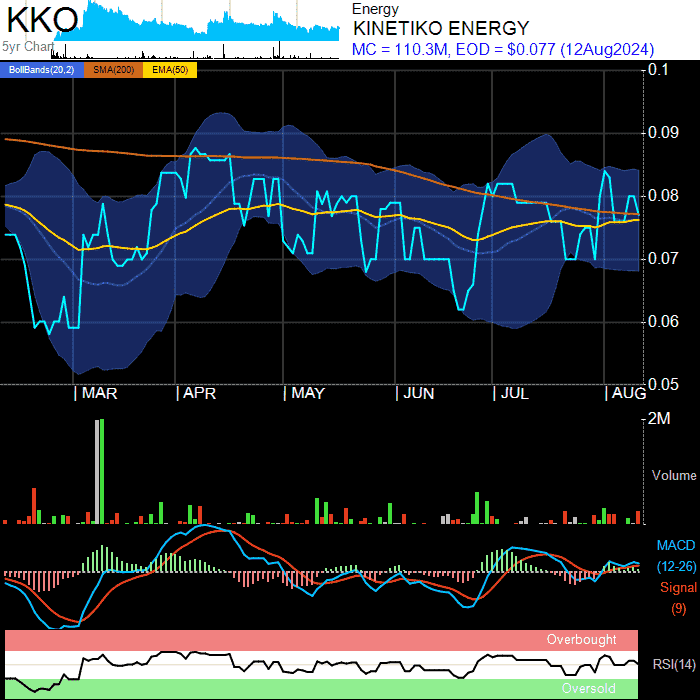 KKO
5yr Chart
Energy
KINETIKO ENERGY
MC = 110.3M, EOD = $0.077 (12Aug2024)
BollBands(20,2) SMA(200) EMA(50)
0.1
0.09
0.08
0.07
0.06
0.05
MAR APR MAY JUN JUL AUG
2M
Volume
MACD
(12-26)
Signal
(9)
Overbought
RSI(14)
Oversold